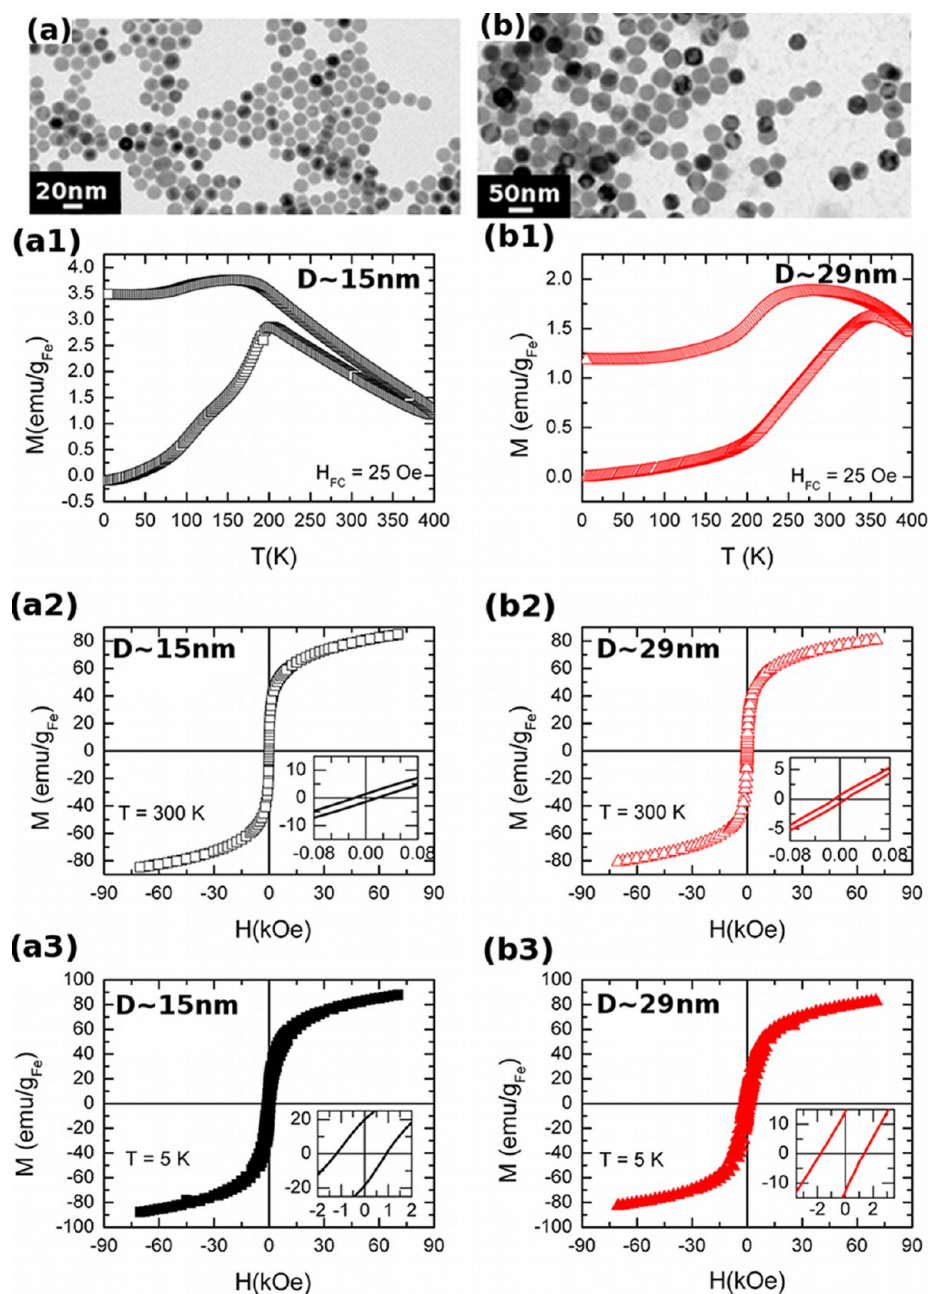 (a)
20nm
(b)
50nm
(a1)
D~15nm
H_FC = 25 Oe
M(emu/g_Fe)
4.0
3.5
3.0
2.5
2.0
1.5
1.0
0.5
0.0
-0.5
0 50 100 150 200 250 300 350 400
T(K)
(b1)
D~29nm
H_FC = 25 Oe
M (emu/g_Fe)
2.0
1.5
1.0
0.5
0.0
0 50 100 150 200 250 300 350 400
T (K)
(a2)
D~15nm
T = 300 K
M (emu/g_Fe)
80
60
40
20
0
-20
-40
-60
-80
-90 -60 -30 0 30 60 90
H(kOe)
10
0
-10
-0.08 0.00 0.08
(b2)
D~29nm
T = 300 K
M (emu/g_Fe)
80
60
40
20
0
-20
-40
-60
-80
-90 -60 -30 0 30 60 90
H(kOe)
5
0
-5
-0.08 0.00 0.08
(a3)
D~15nm
T = 5 K
M (emu/g_Fe)
100
80
60
40
20
0
-20
-40
-60
-80
-100
-90 -60 -30 0 30 60 90
H(kOe)
20
0
-20
-2 -1 0 1 2
(b3)
D~29nm
T = 5 K
M (emu/g_Fe)
100
80
60
40
20
0
-20
-40
-60
-80
-100
-90 -60 -30 0 30 60 90
H(kOe)
10
0
-10
-2 0 2